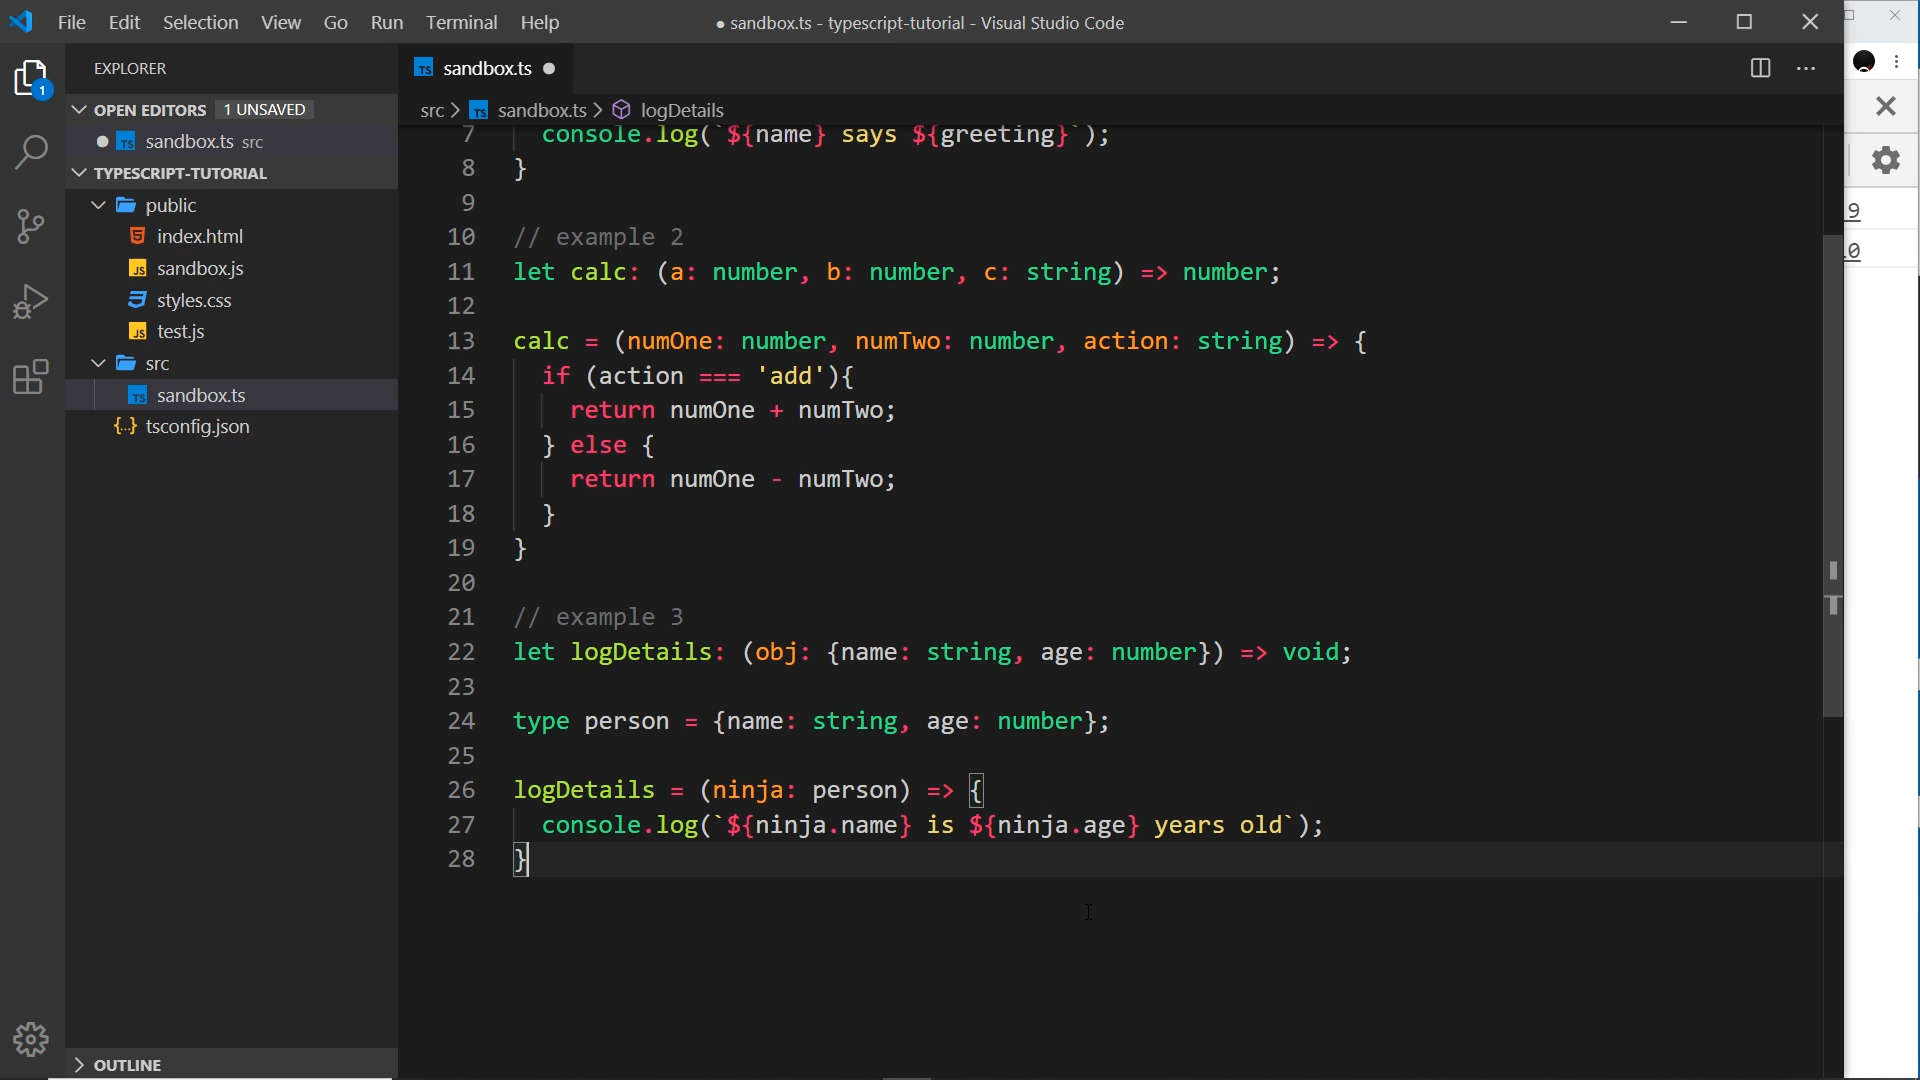 File Edit Selection View Go Run Terminal Help
● sandbox.ts - typescript-tutorial - Visual Studio Code
EXPLORER
OPEN EDITORS 1 UNSAVED
sandbox.ts src
TYPESCRIPT-TUTORIAL
public
index.html
sandbox.js
styles.css
test.js
src
sandbox.ts
tsconfig.json
OUTLINE
1
TS sandbox.ts
src > TS sandbox.ts > logDetails
7 console.log(`${name} says ${greeting}`);
8 }
9
10 // example 2
11 let calc: (a: number, b: number, c: string) => number;
12
13 calc = (numOne: number, numTwo: number, action: string) => {
14 if (action === 'add'){
15 return numOne + numTwo;
16 } else {
17 return numOne - numTwo;
18 }
19 }
20
21 // example 3
22 let logDetails: (obj: {name: string, age: number}) => void;
23
24 type person = {name: string, age: number};
25
26 logDetails = (ninja: person) => {
27 console.log(`${ninja.name} is ${ninja.age} years old`);
28 }
9
0